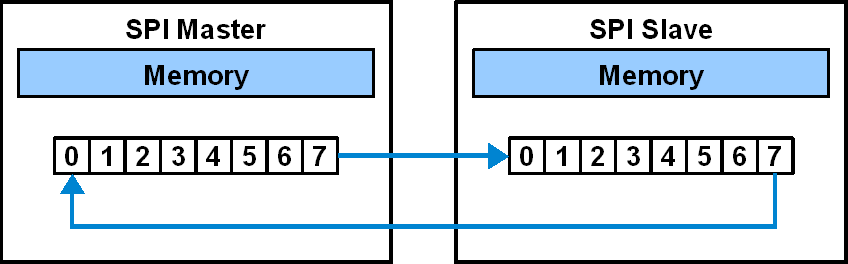 SPI Master SPI Slave
Memory Memory
0 1 2 3 4 5 6 7 0 1 2 3 4 5 6 7